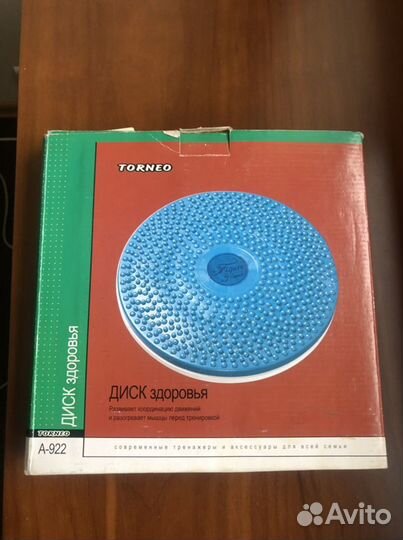 TORNEO
Figure
ДИСК здоровья
Развивает координацию движений
и разогревает мышцы перед тренировкой
современные тренажеры и аксессуары для всей семьи
ДИСК здоровья
TORNEO
A-922
Avito